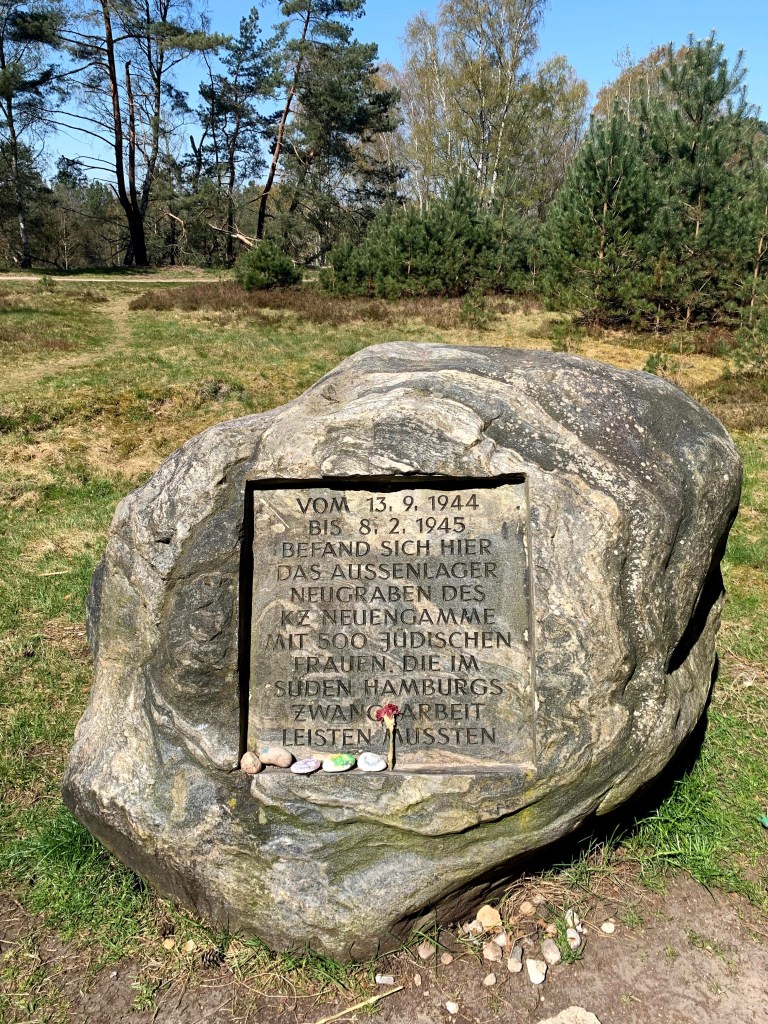 VOM 13. 9. 1944
BIS 8. 2. 1945
BEFAND SICH HIER
DAS AUSSENLAGER
NEUGRABEN DES
KZ NEUENGAMME
MIT 500 JÜDISCHEN
FRAUEN, DIE IM
SÜDEN HAMBURGS
ZWANGSARBEIT
LEISTEN MUSSTEN